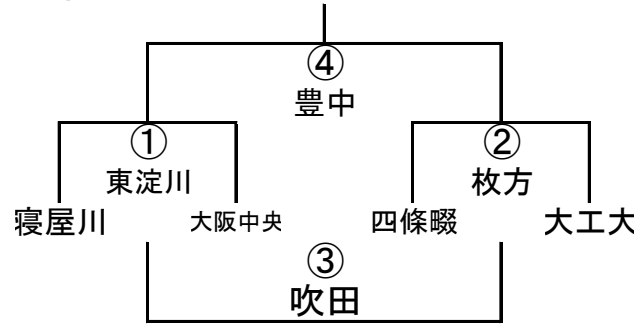 ④
豊中
① ②
東淀川 枚方
寝屋川 大阪中央 四條畷 大工大
③
吹田